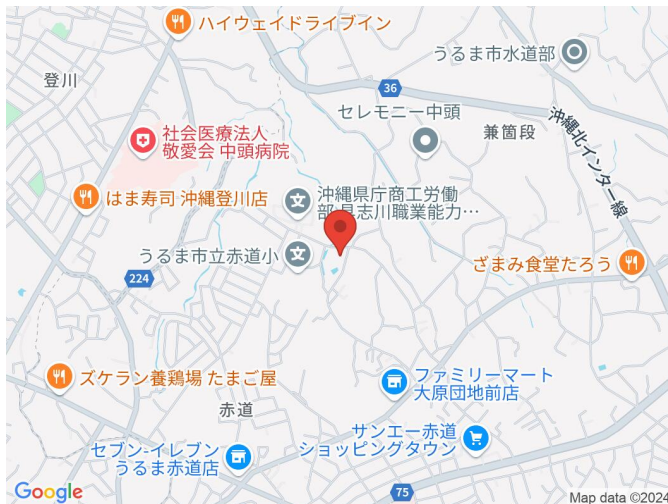 ハイウェイドライブイン
うるま市水道部
登川
36
セレモニー中頭
兼箇段
沖縄北インター線
社会医療法人
敬愛会 中頭病院
はま寿司 沖縄登川店
沖縄県庁商工労働
部 具志川職業能力…
うるま市立赤道小
ざまみ食堂たろう
224
ズケラン養鶏場 たまご屋
ファミリーマート
大原団地前店
赤道
サンエー赤道
ショッピングタウン
セブン-イレブン
うるま赤道店
75
Google
Map data ©2024